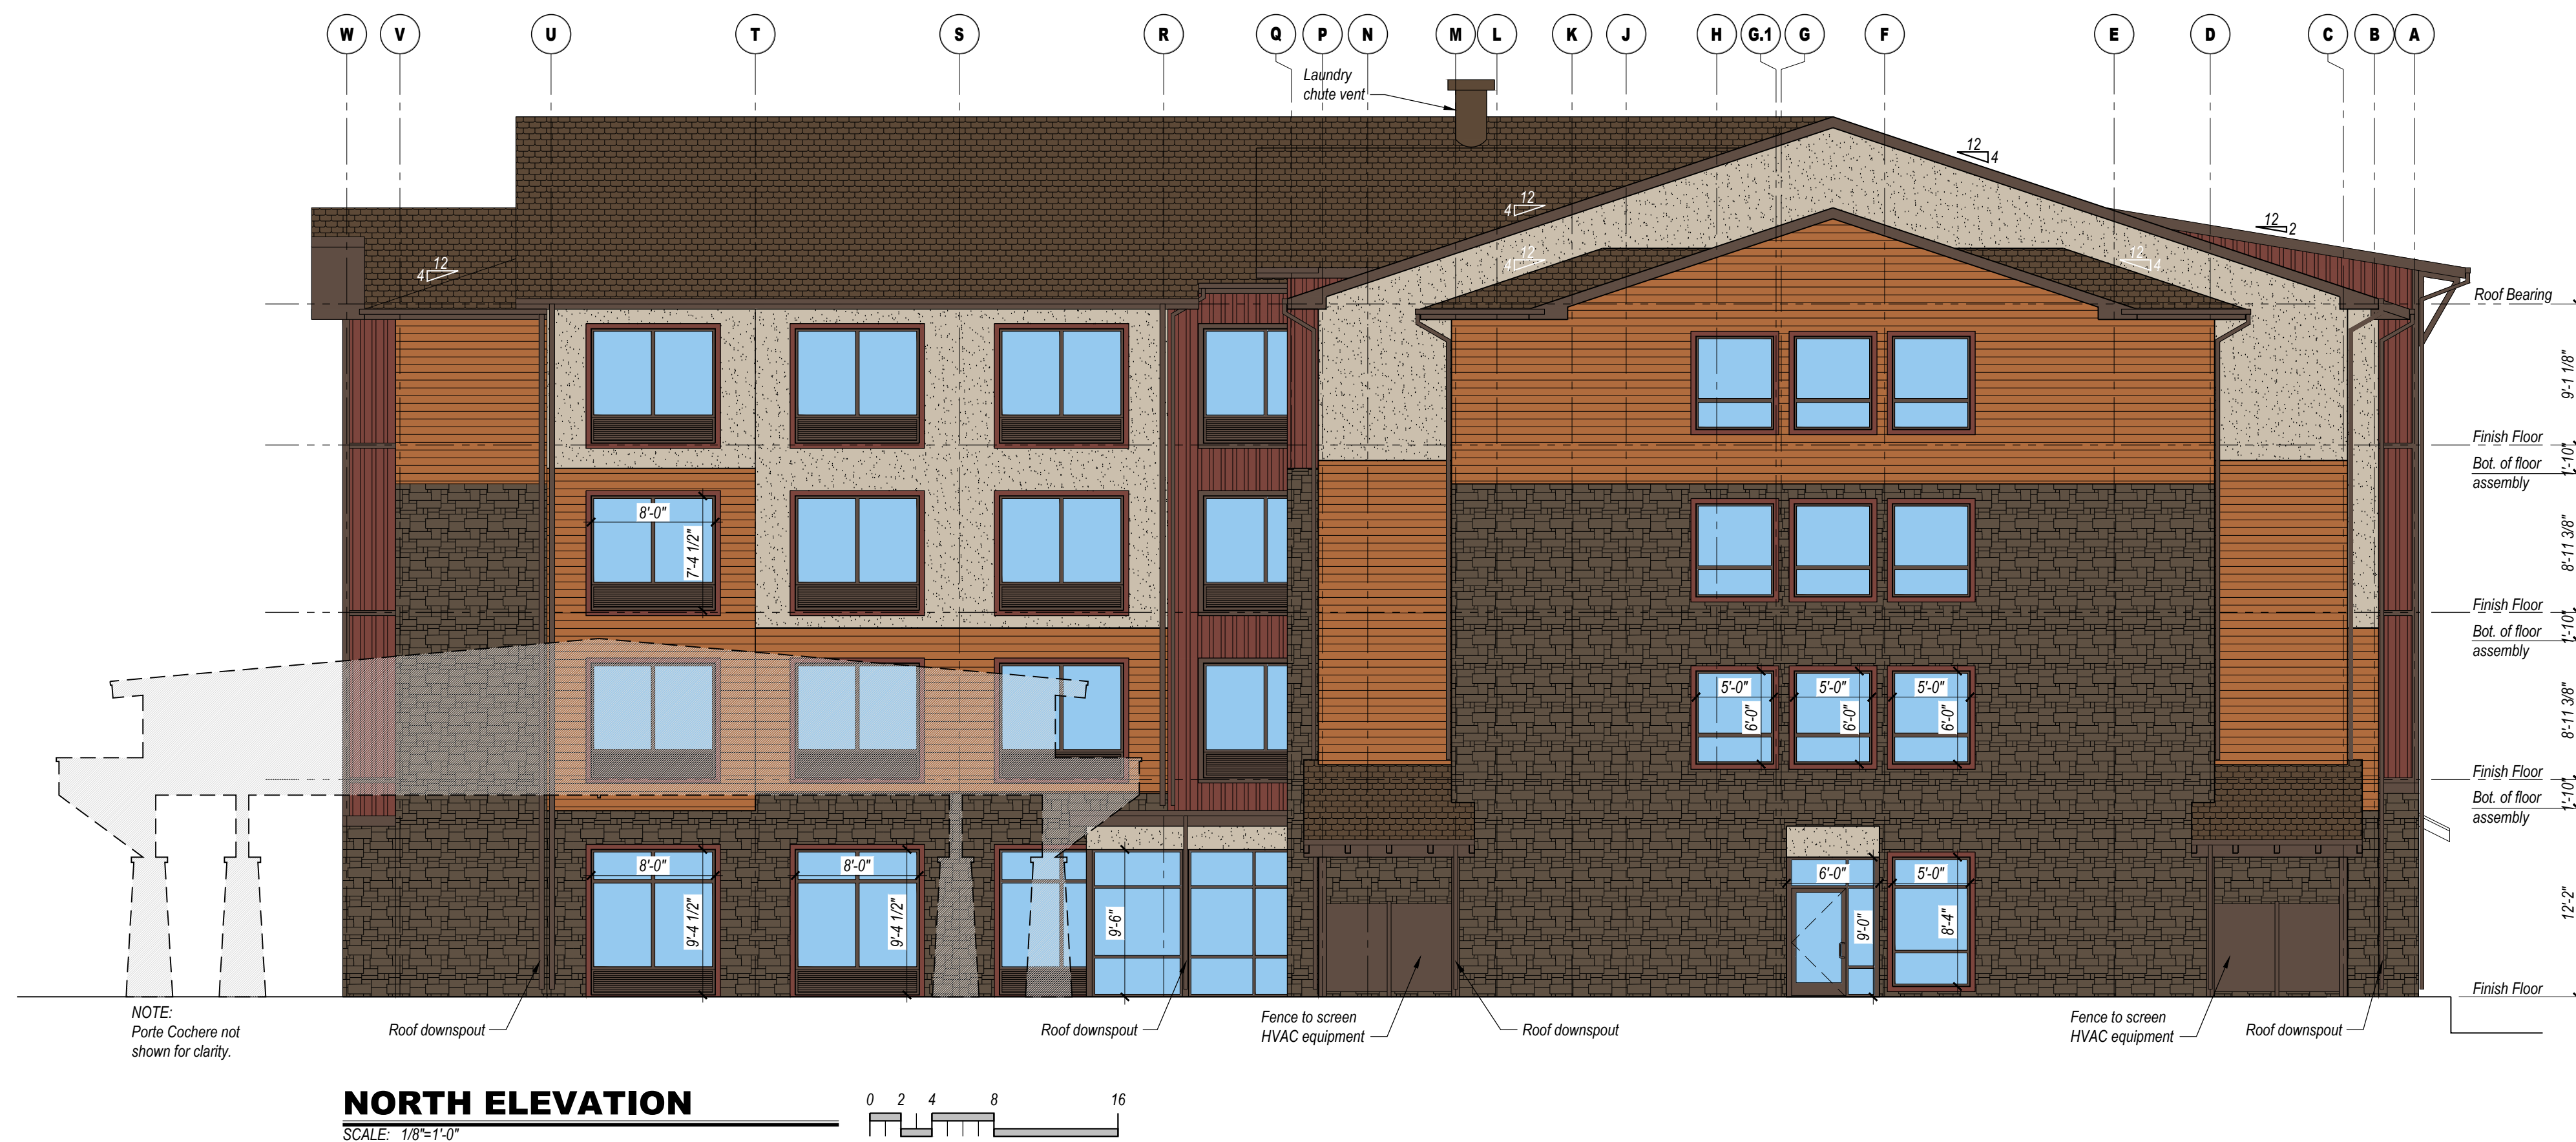 W V U T S R Q P N M L K J H G.1 G F E D C B A
Laundry
chute vent
12
4
12
4
12
2
12
4
12
4
12
4
Roof Bearing
9'-1 1/8"
Finish Floor
1'-10"
Bot. of floor
assembly
8'-0"
7'-4 1/2"
8'-11 3/8"
Finish Floor
1'-10"
Bot. of floor
assembly
5'-0" 5'-0" 5'-0"
6'-0" 6'-0" 6'-0"
8'-11 3/8"
Finish Floor
1'-10"
Bot. of floor
assembly
8'-0" 8'-0" 6'-0" 5'-0"
9'-4 1/2" 9'-4 1/2" 9'-6" 9'-0" 8'-4"
12'-2"
Finish Floor
NOTE:
Porte Cochere not
shown for clarity.
Roof downspout
Roof downspout
Fence to screen
HVAC equipment
Roof downspout
Fence to screen
HVAC equipment
Roof downspout
NORTH ELEVATION
SCALE: 1/8"=1'-0"
0 2 4 8 16